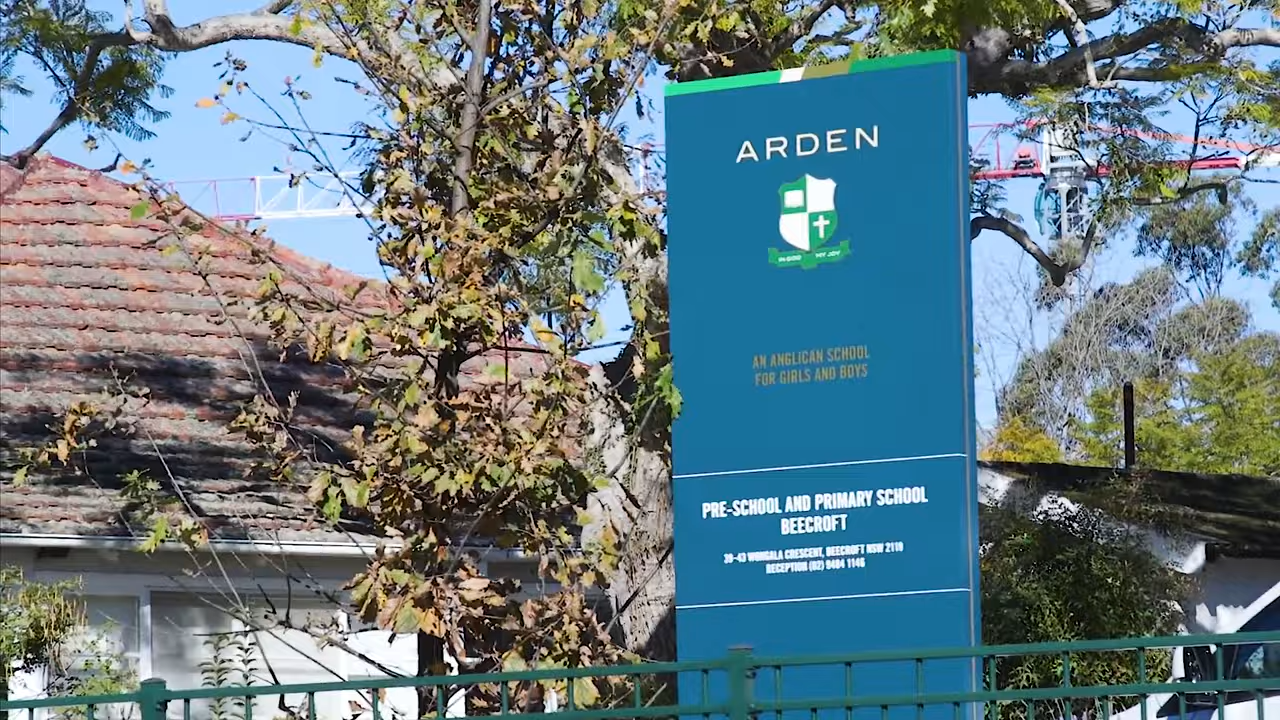 ARDEN
IN GOD MY JOY
AN ANGLICAN SCHOOL
FOR GIRLS AND BOYS
PRE-SCHOOL AND PRIMARY SCHOOL
BEECROFT
39-43 WONGALA CRESCENT, BEECROFT NSW 2119
RECEPTION (02) 9484 1146